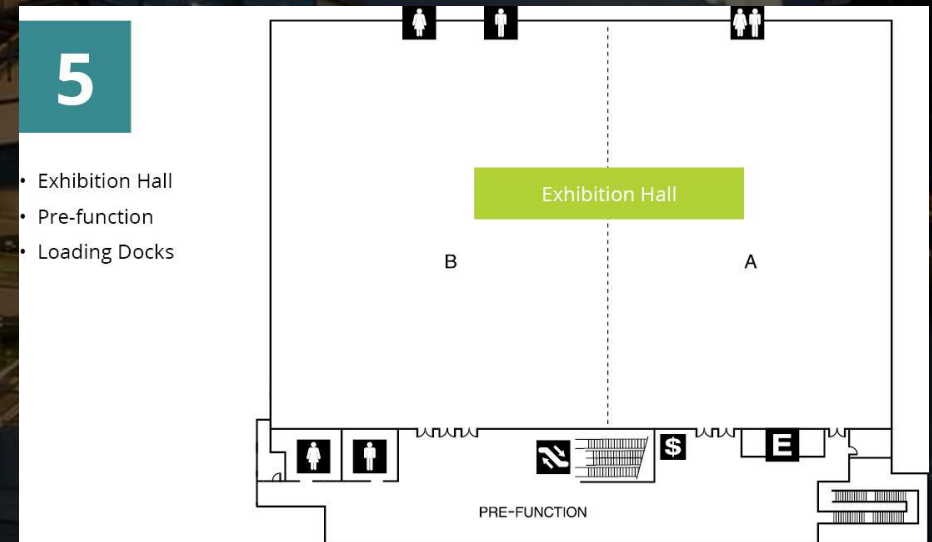 5
• Exhibition Hall
• Pre-function
• Loading Docks
Exhibition Hall
B
A
$
E
PRE-FUNCTION